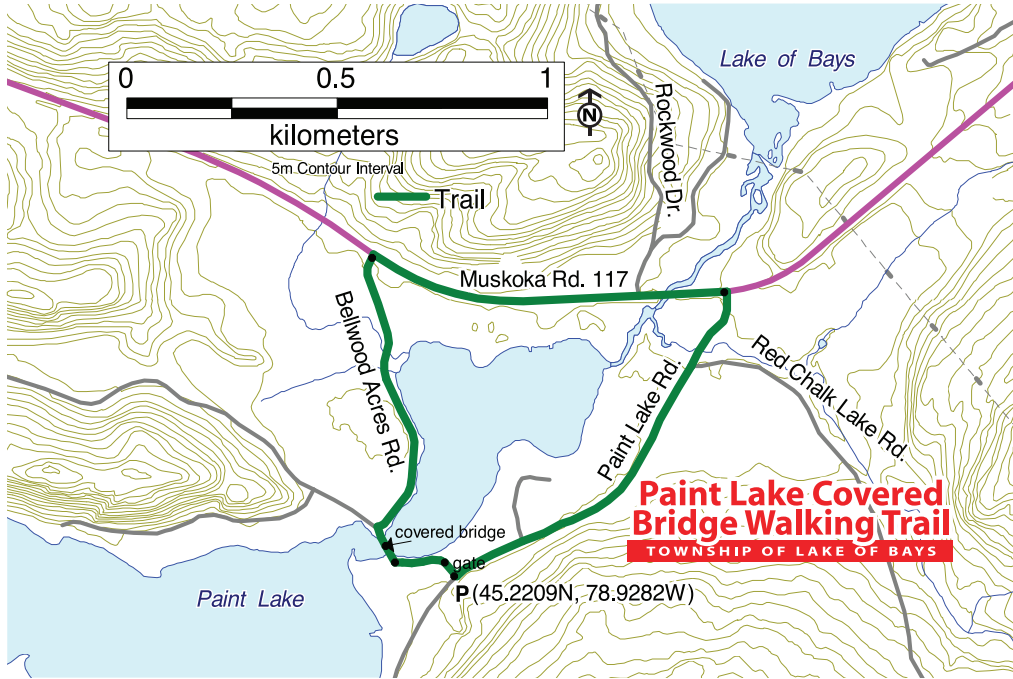 0 0.5 1
kilometers
5m Contour Interval
Trail
N
Lake of Bays
Rockwood Dr.
Muskoka Rd. 117
Bellwood Acres Rd.
Paint Lake Rd.
Red Chalk Lake Rd.
Paint Lake Covered
Bridge Walking Trail
TOWNSHIP OF LAKE OF BAYS
covered bridge
gate
P (45.2209N, 78.9282W)
Paint Lake